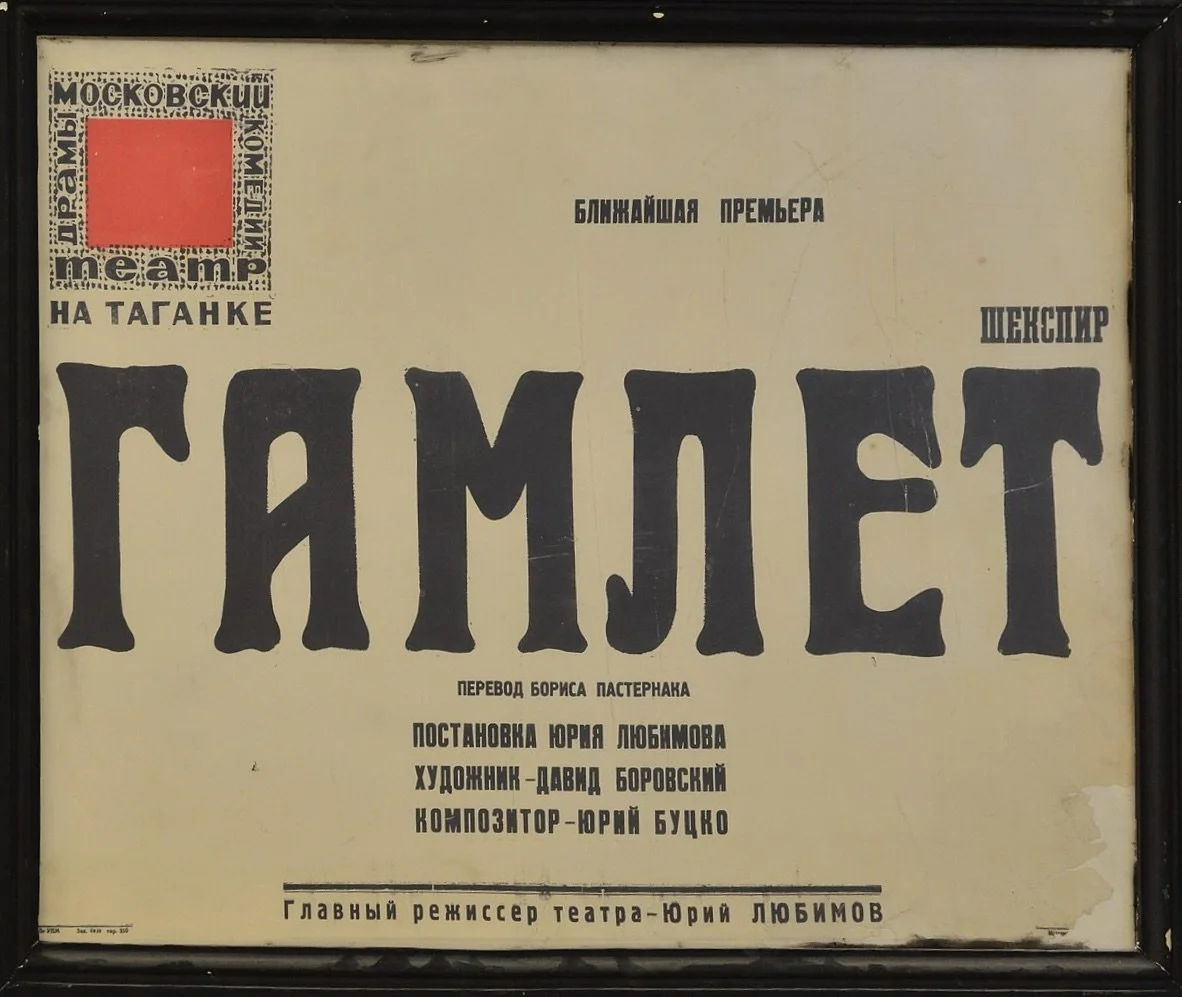 МОСКОВСКИЙ
ДРАМЫ
КОМЕДИИ
театр
НА ТАГАНКЕ
БЛИЖАЙШАЯ ПРЕМЬЕРА
ШЕКСПИР
ГАМЛЕТ
ПЕРЕВОД БОРИСА ПАСТЕРНАКА
ПОСТАНОВКА ЮРИЯ ЛЮБИМОВА
ХУДОЖНИК-ДАВИД БОРОВСКИЙ
КОМПОЗИТОР-ЮРИЙ БУЦКО
Главный режиссер театра-Юрий ЛЮБИМОВ